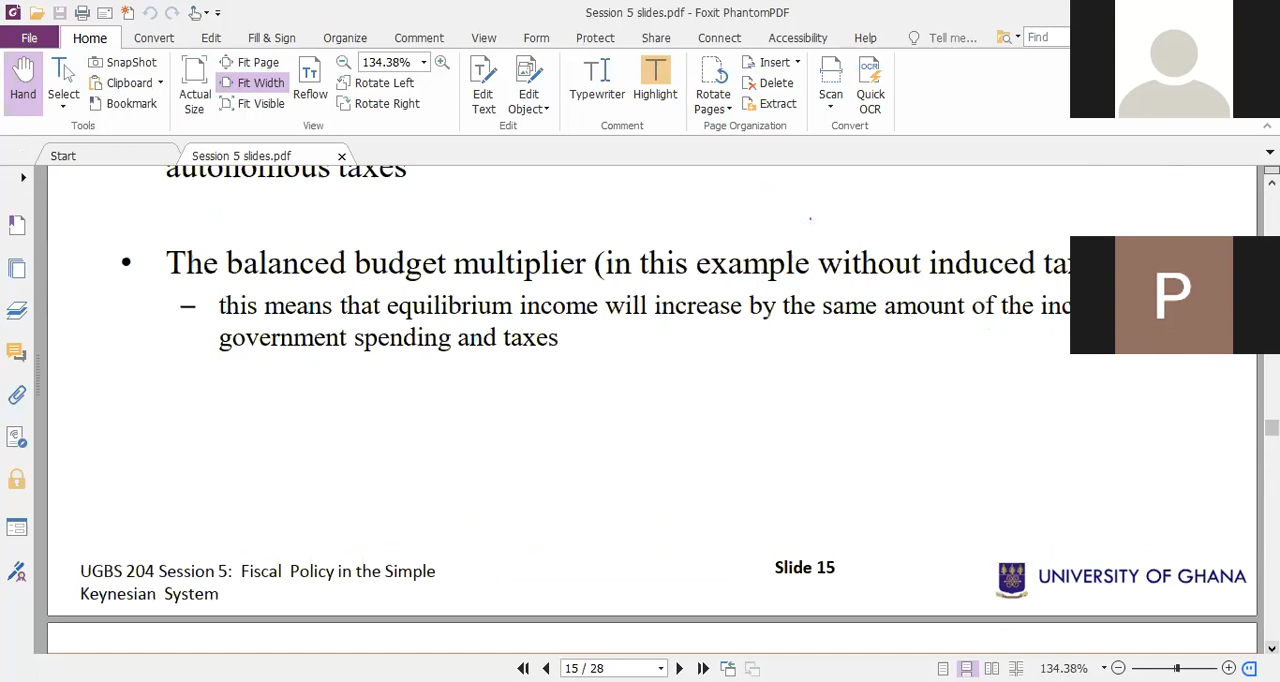 Session 5 slides.pdf - Foxit PhantomPDF
File Home Convert Edit Fill & Sign Organize Comment View Form Protect Share Connect Accessibility Help Tell me... Find
Hand
Select
SnapShot
Clipboard
Bookmark
Tools
Actual Size
Fit Page
Fit Width
Fit Visible
Reflow
134.38%
Rotate Left
Rotate Right
View
Edit Text
Edit Object
Edit
Typewriter
Highlight
Comment
Rotate Pages
Insert
Delete
Extract
Page Organization
Scan
Quick OCR
Convert
Start
Session 5 slides.pdf
autonomous taxes
• The balanced budget multiplier (in this example without induced
– this means that equilibrium income will increase by the same amount of the
government spending and taxes
P
UGBS 204 Session 5: Fiscal Policy in the Simple
Keynesian System
Slide 15
UNIVERSITY OF GHANA
15 / 28
134.38%